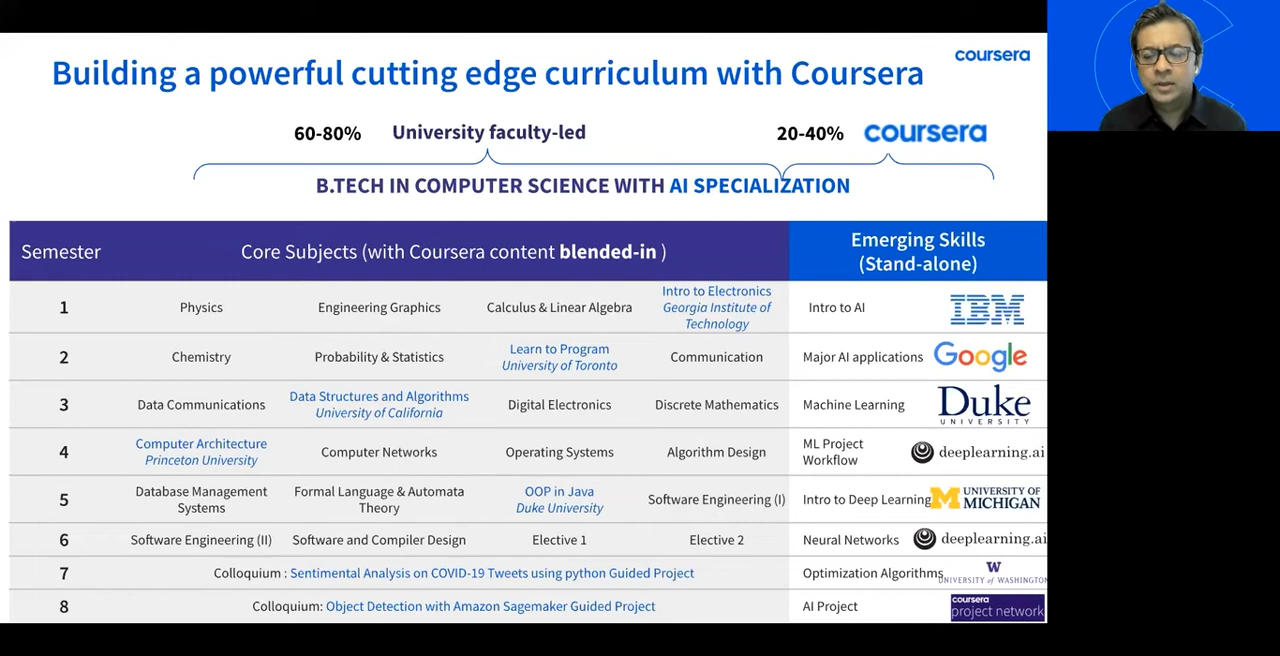 coursera
Building a powerful cutting edge curriculum with Coursera
60-80% University faculty-led 20-40% coursera
B.TECH IN COMPUTER SCIENCE WITH AI SPECIALIZATION
Semester Core Subjects (with Coursera content blended-in ) Emerging Skills
(Stand-alone)
1 Physics Engineering Graphics Calculus & Linear Algebra Intro to Electronics
Georgia Institute of
Technology
Intro to AI IBM
2 Chemistry Probability & Statistics Learn to Program
University of Toronto
Communication Major AI applications Google
3 Data Communications Data Structures and Algorithms
University of California
Digital Electronics Discrete Mathematics Machine Learning Duke
UNIVERSITY
4 Computer Architecture
Princeton University
Computer Networks Operating Systems Algorithm Design ML Project
Workflow
deeplearning.ai
5 Database Management
Systems
Formal Language & Automata
Theory
OOP in Java
Duke University
Software Engineering (I) Intro to Deep Learning M UNIVERSITY OF
MICHIGAN
6 Software Engineering (II) Software and Compiler Design Elective 1 Elective 2 Neural Networks deeplearning.ai
7 Colloquium : Sentimental Analysis on COVID-19 Tweets using python Guided Project Optimization Algorithms W
UNIVERSITY of WASHINGTON
8 Colloquium: Object Detection with Amazon Sagemaker Guided Project AI Project coursera
project network